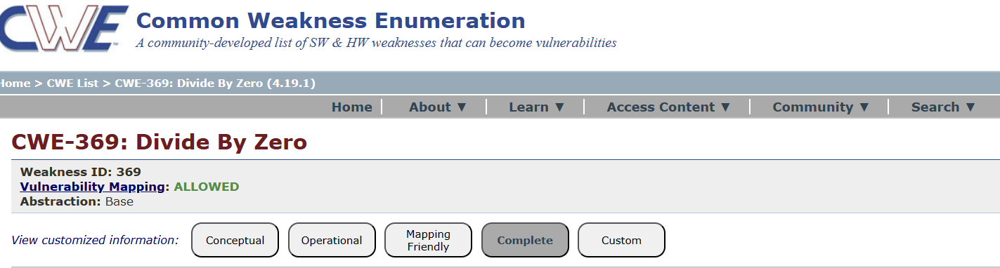 CWE™
Common Weakness Enumeration
A community-developed list of SW & HW weaknesses that can become vulnerabilities
Home > CWE List > CWE-369: Divide By Zero (4.19.1)
Home About ▼ Learn ▼ Access Content ▼ Community ▼ Search ▼
CWE-369: Divide By Zero
Weakness ID: 369
Vulnerability Mapping: ALLOWED
Abstraction: Base
View customized information: Conceptual Operational Mapping Friendly Complete Custom